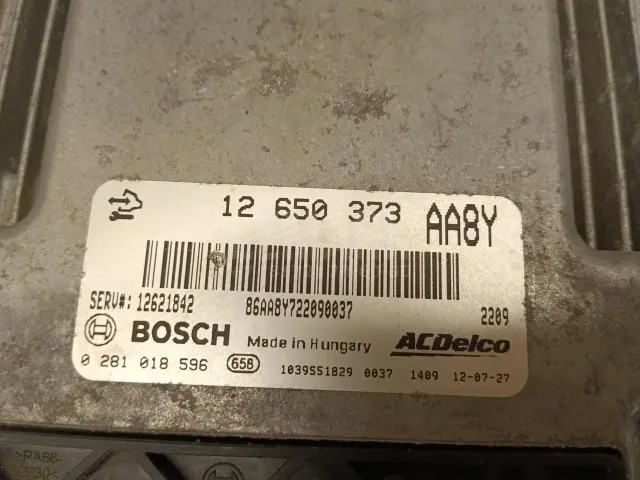 12 650 373 AA8Y
SERV#: 12621842 86AA8Y722090037 2209
BOSCH Made in Hungary ACDelco
0 281 018 596 658 1039S51829 0037 1409 12-07-27
>PA66-